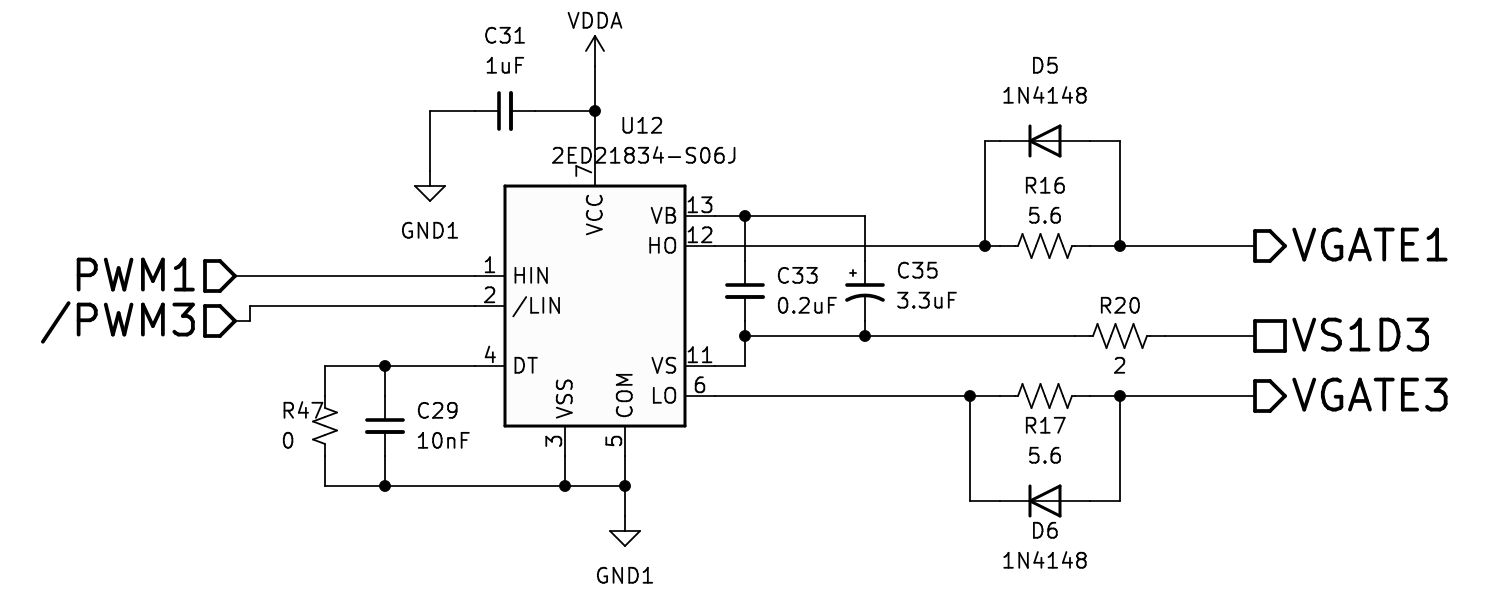 VDDA
C31
1uF
D5
1N4148
U12
2ED21834-S06J
7
VCC
GND1
R16
5.6
VB 13
HO 12
VGATE1
PWM1
1 HIN
2 /LIN
/PWM3
C33
0.2uF
+
C35
3.3uF
R20
2
VS1D3
4 DT
VS 11
LO 6
VGATE3
VSS
COM
R47
0
C29
10nF
3
5
R17
5.6
D6
1N4148
GND1